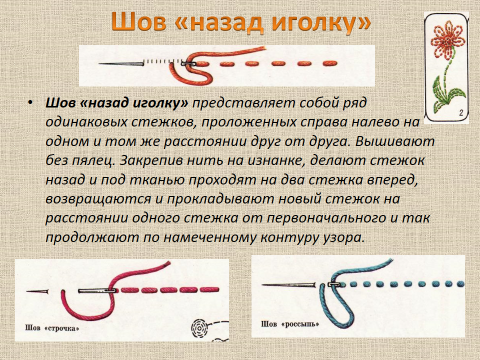 Шов «назад иголку»
2
• Шов «назад иголку» представляет собой ряд
одинаковых стежков, проложенных справа налево на
одном и том же расстоянии друг от друга. Вышивают
без пялец. Закрепив нить на изнанке, делают стежок
назад и под тканью проходят на два стежка вперед,
возвращаются и прокладывают новый стежок на
расстоянии одного стежка от первоначального и так
продолжают по намеченному контуру узора.
Шов «строчка»
Шов «россыпь»